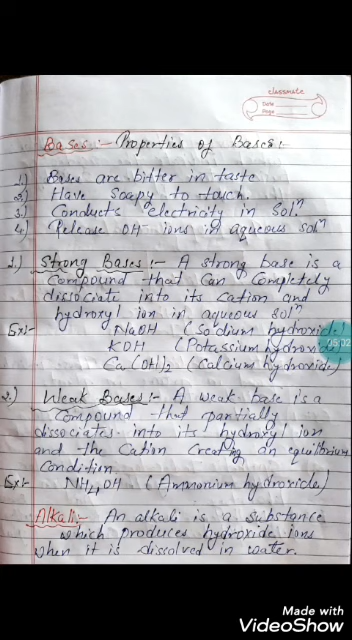 classmate
Date
Page
Bases:- Properties of Bases:-
1) Bases are bitter in taste
2) Have Soapy to touch.
3) Conducts electricity in Solⁿ
4) Release OH ions in aqueous solⁿ
1.) Strong Bases:- A strong base is a
compound that can Completely
dissociate into its cation and
hydroxyl ion in aqueous solⁿ
Ex:- NaOH (Sodium hydroxide)
KOH (Potassium hydroxide
05:02
Ca(OH)2 (Calcium hydroxide)
2.) Weak Bases:- A weak base is a
Compound that partially
dissociates into its hydroxyl ion
and the Cation Creating an equilibrium
Condition
Ex:- NH4OH (Ammonium hydroxide)
Alkali:- An alkali is a substance
which produces hydroxide ions
when it is dissolved in water.
Made with
VideoShow